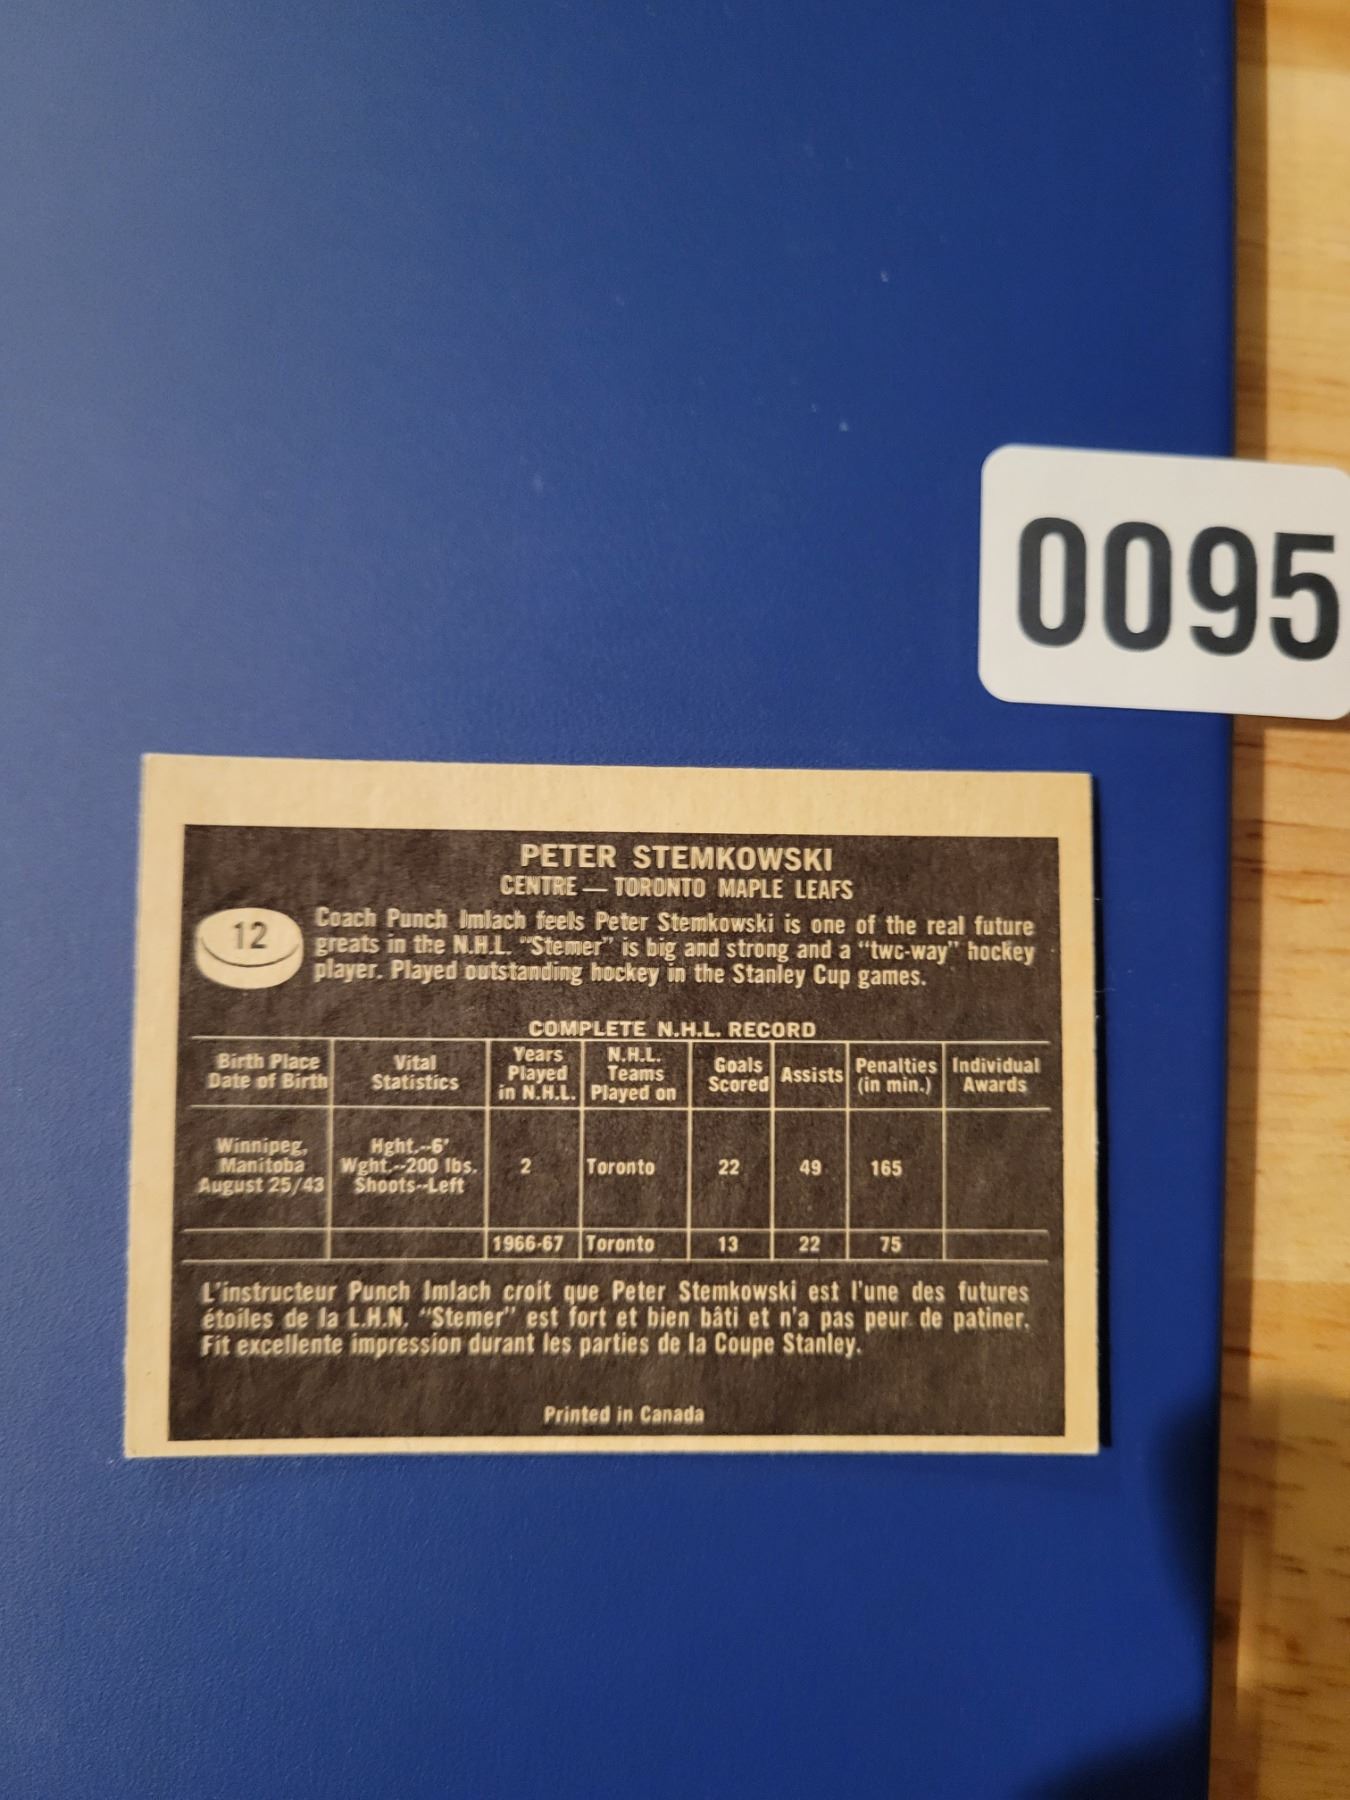 0095
PETER STEMKOWSKI
CENTRE — TORONTO MAPLE LEAFS
12
Coach Punch Imlach feels Peter Stemkowski is one of the real future
greats in the N.H.L. "Stemer" is big and strong and a "twc-way" hockey
player. Played outstanding hockey in the Stanley Cup games.
COMPLETE N.H.L. RECORD
Birth Place Date of Birth | Vital Statistics | Years Played in N.H.L. | N.H.L. Teams Played on | Goals Scored | Assists | Penalties (in min.) | Individual Awards
Winnipeg, Manitoba August 25/43 | Hght.--6' Wght.--200 lbs. Shoots--Left | 2 | Toronto | 22 | 49 | 165
1966-67 | Toronto | 13 | 22 | 75
L'instructeur Punch Imlach croit que Peter Stemkowski est l'une des futures
étoiles de la L.H.N. "Stemer" est fort et bien bâti et n'a pas peur de patiner.
Fit excellente impression durant les parties de la Coupe Stanley.
Printed in Canada